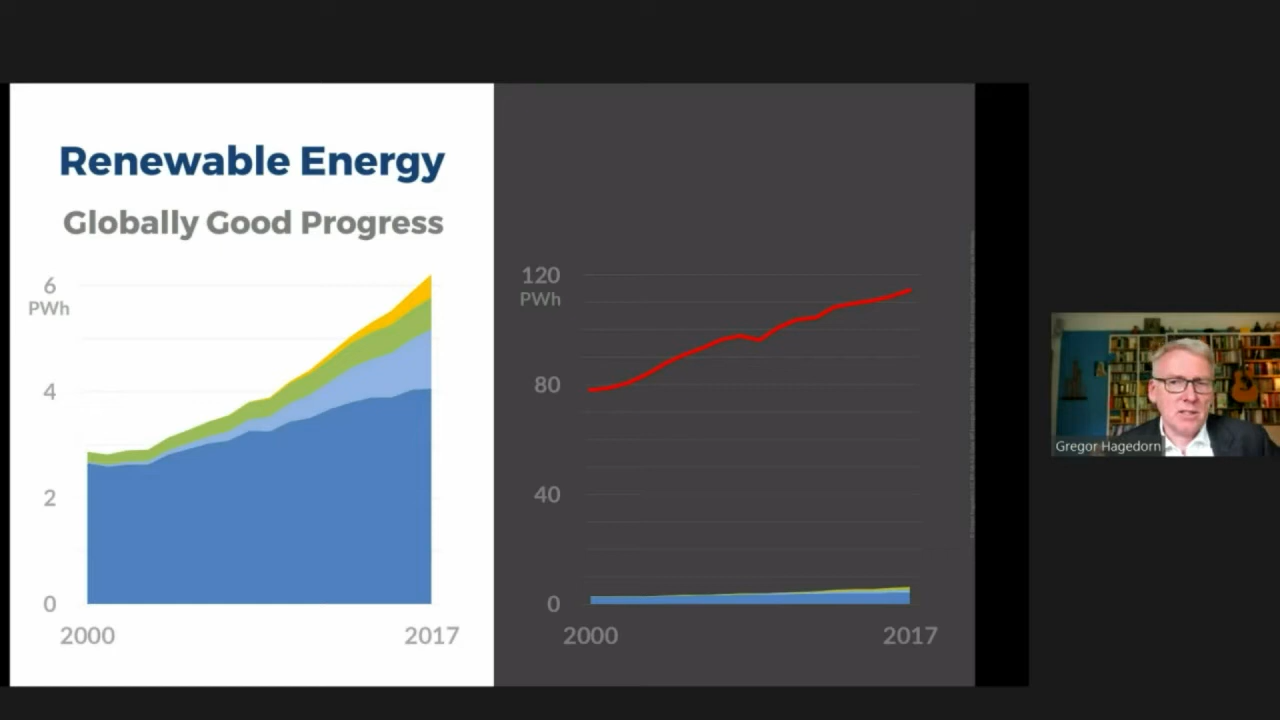 Renewable Energy
Globally Good Progress
6
PWh
4
2
0
2000
2017
120
PWh
80
40
0
2000
2017
Gregor Hagedorn